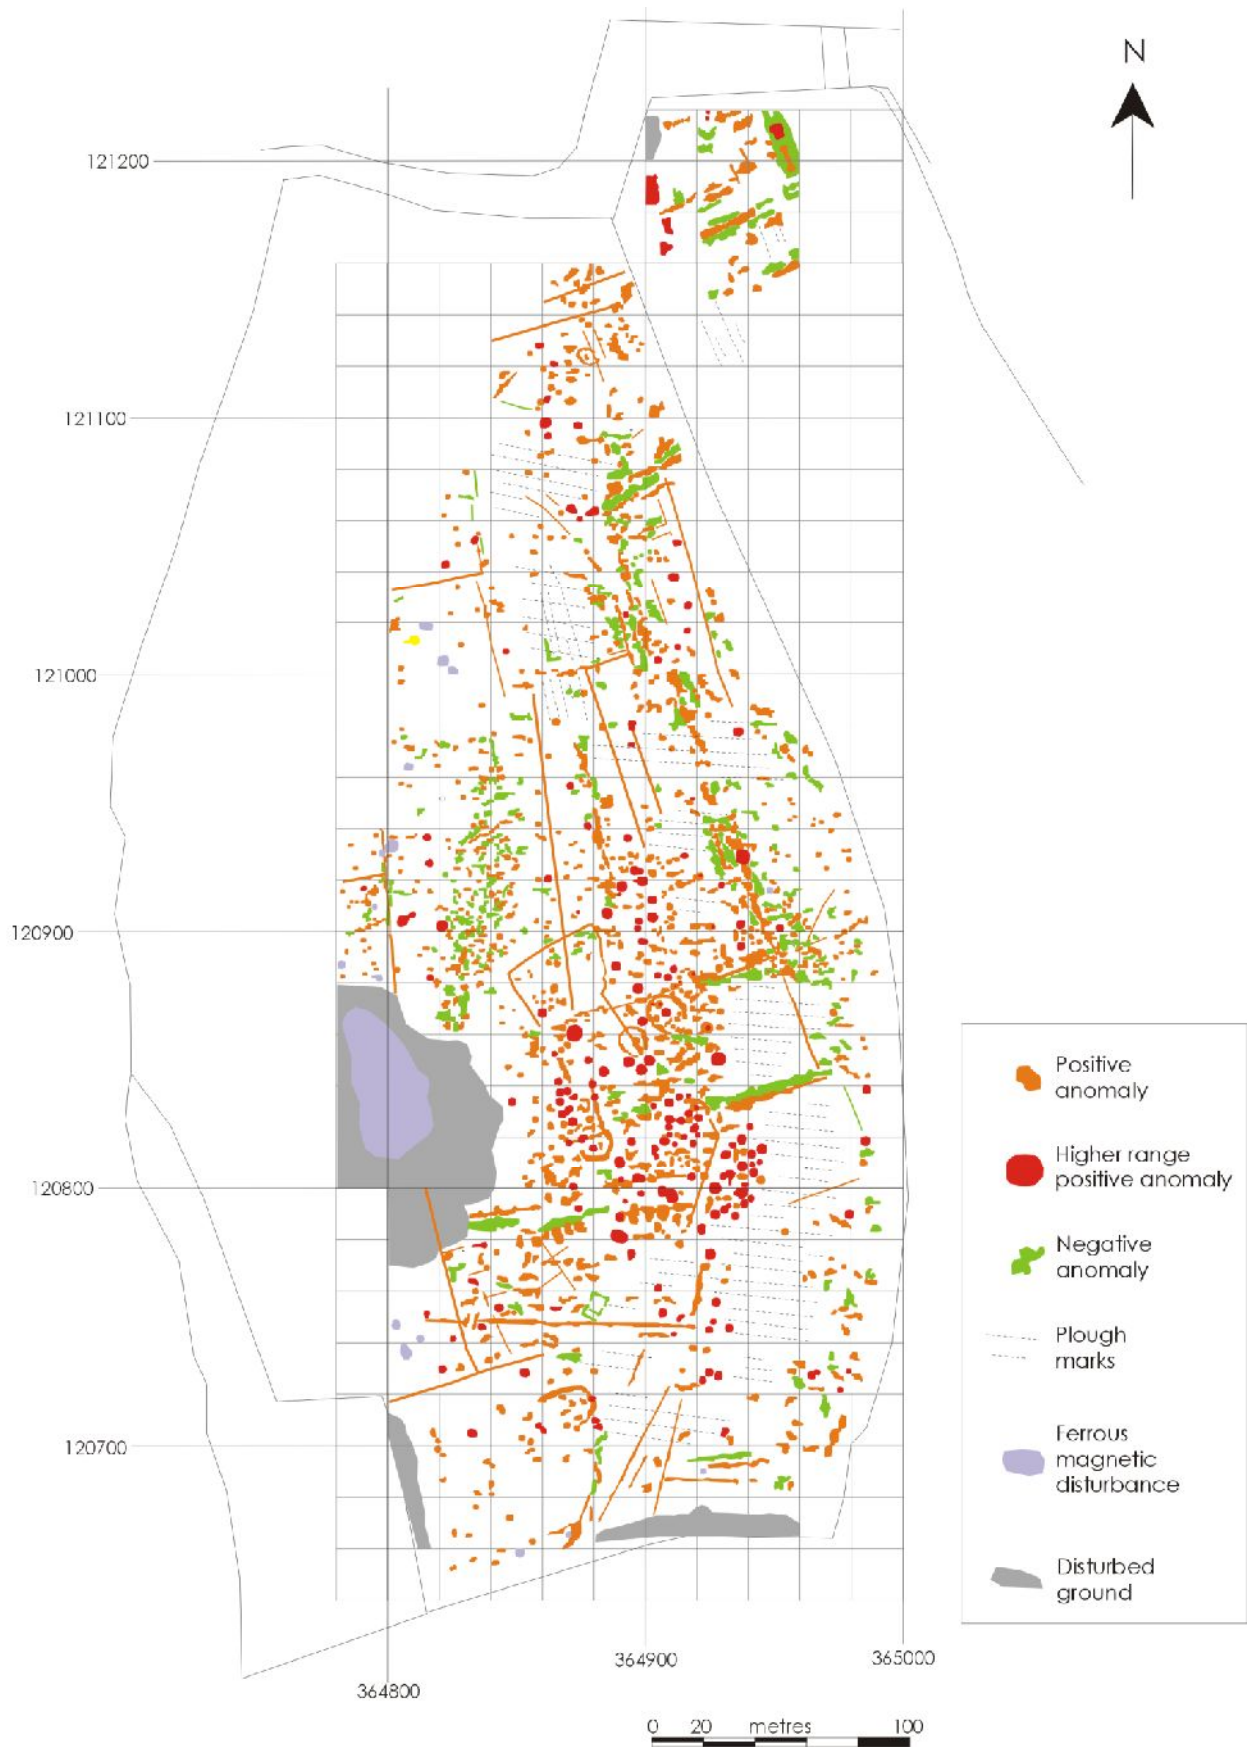 N
121200
121100
121000
120900
120800
120700
Positive
anomaly
Higher range
positive anomaly
Negative
anomaly
Plough
marks
Ferrous
magnetic
disturbance
Disturbed
ground
364800
364900
365000
0 20 metres 100